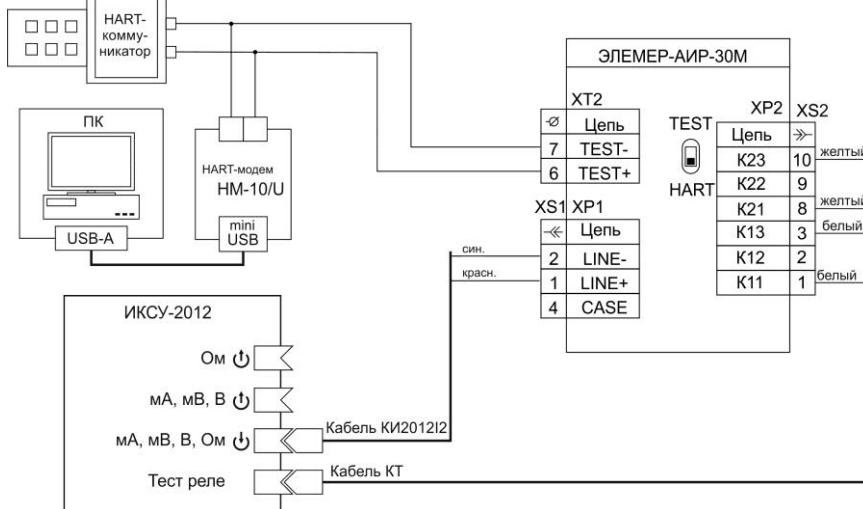 HART-
комму-
никатор
ПК
USB-A
HART-модем
HM-10/U
mini
USB
ЭЛЕМЕР-АИР-30М
XT2
Цепь
7 TEST-
6 TEST+
TEST
HART
XP2 XS2
Цепь
K23 10 желтый
K22 9
K21 8 желтый
K13 3 белый
K12 2
K11 1 белый
XS1 XP1
Цепь
син. 2 LINE-
красн. 1 LINE+
4 CASE
ИКСУ-2012
Ом
мА, мВ, В
мА, мВ, В, Ом
Кабель КИ2012I2
Тест реле
Кабель КТ